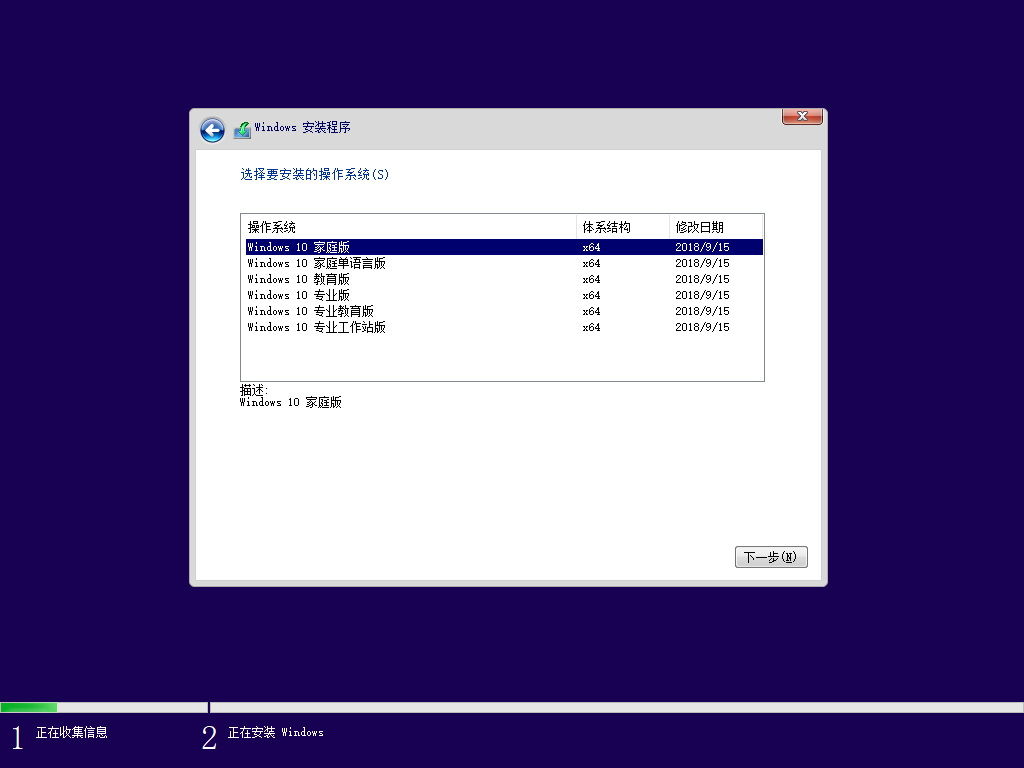 Windows 安装程序
选择要安装的操作系统(S)
操作系统 体系结构 修改日期
Windows 10 家庭版 x64 2018/9/15
Windows 10 家庭单语言版 x64 2018/9/15
Windows 10 教育版 x64 2018/9/15
Windows 10 专业版 x64 2018/9/15
Windows 10 专业教育版 x64 2018/9/15
Windows 10 专业工作站版 x64 2018/9/15
描述:
Windows 10 家庭版
下一步(N)
1 正在收集信息 2 正在安装 Windows